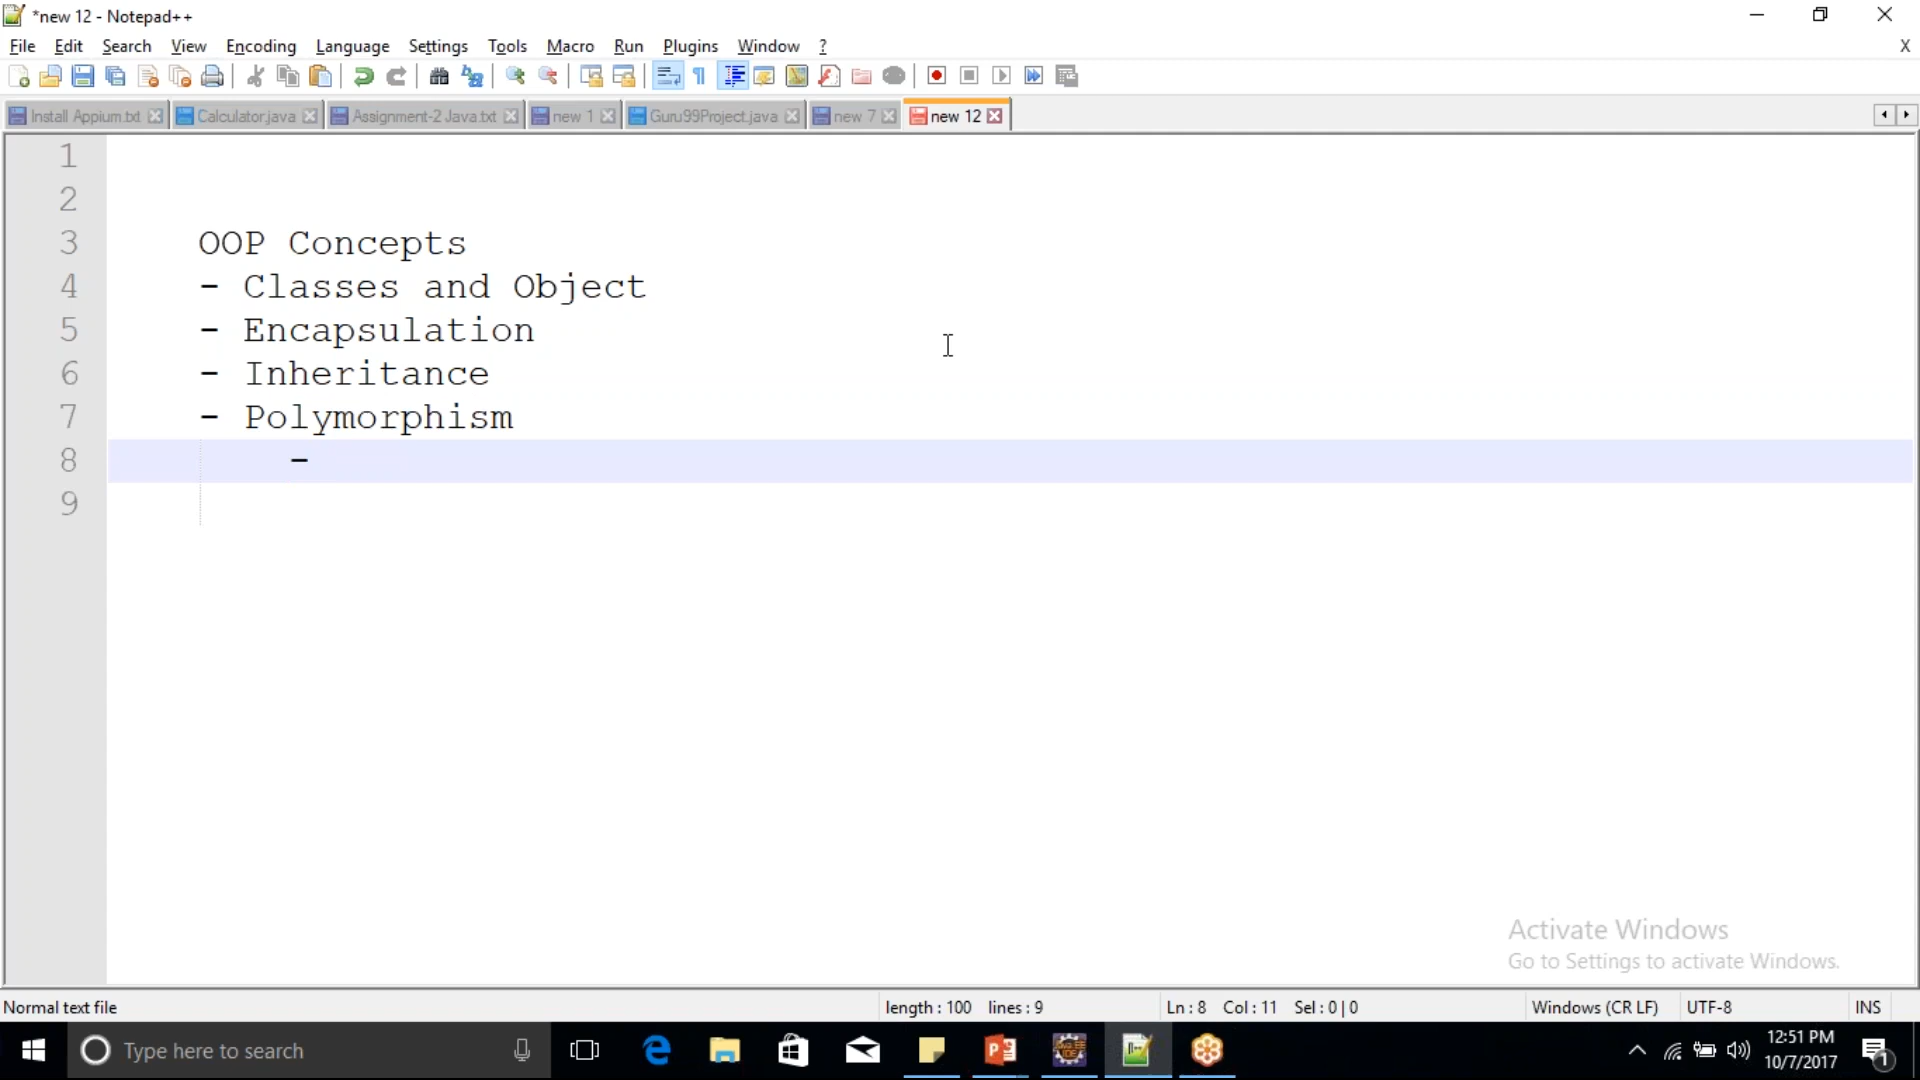 *new 12 - Notepad++
File Edit Search View Encoding Language Settings Tools Macro Run Plugins Window ?
X
Install Appium.txt Calculator.java Assignment-2 Java.txt new 1 Guru99Project.java new 7 new 12
1
2
3 OOP Concepts
4 - Classes and Object
5 - Encapsulation
6 - Inheritance
7 - Polymorphism
8 -
9
Activate Windows
Go to Settings to activate Windows.
Normal text file length : 100 lines : 9 Ln : 8 Col : 11 Sel : 0 | 0 Windows (CR LF) UTF-8 INS
Type here to search
12:51 PM
10/7/2017
1